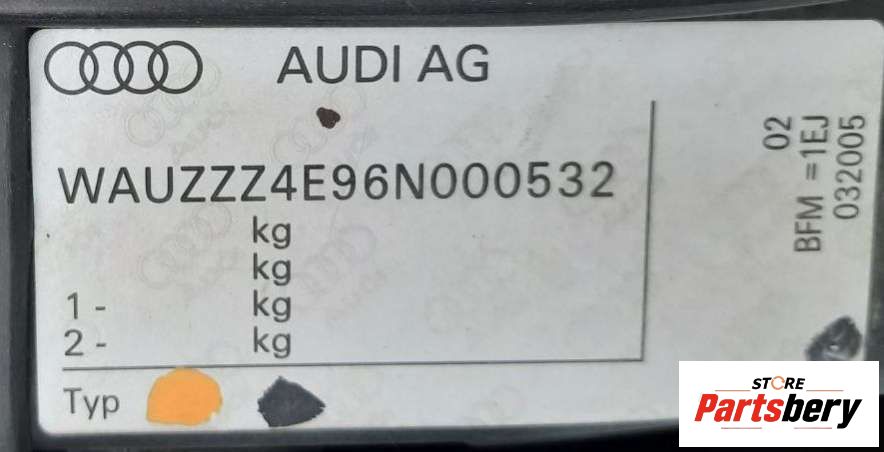 AUDI AG
WAUZZZ4E96N000532
kg
kg
1 - kg
2 - kg
Typ
02
BFM =1EJ
032005
STORE
Partsbery